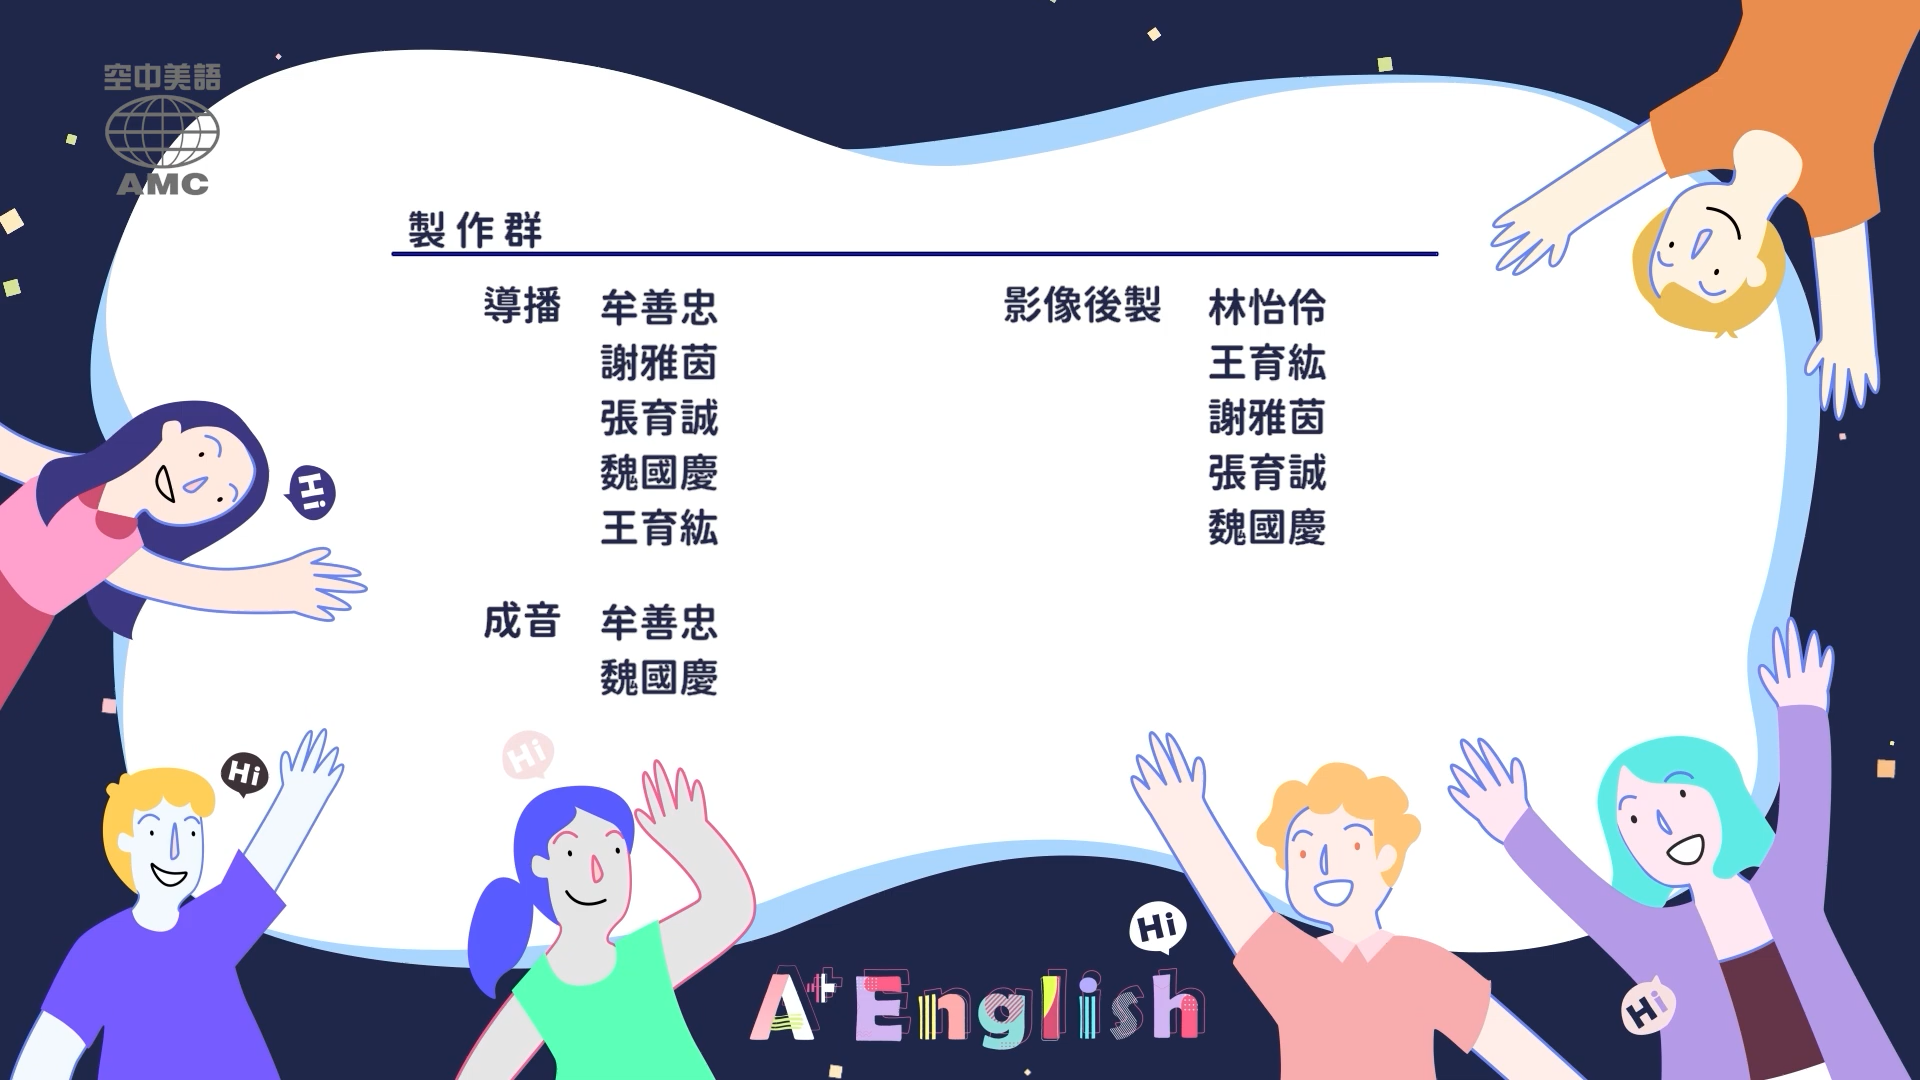 空中美語
AMC
製作群
導播 牟善忠
謝雅茵
張育誠
魏國慶
王育紘
成音 牟善忠
魏國慶
影像後製 林怡伶
王育紘
謝雅茵
張育誠
魏國慶
Hi
Hi
Hi
Hi
Hi
A+ English